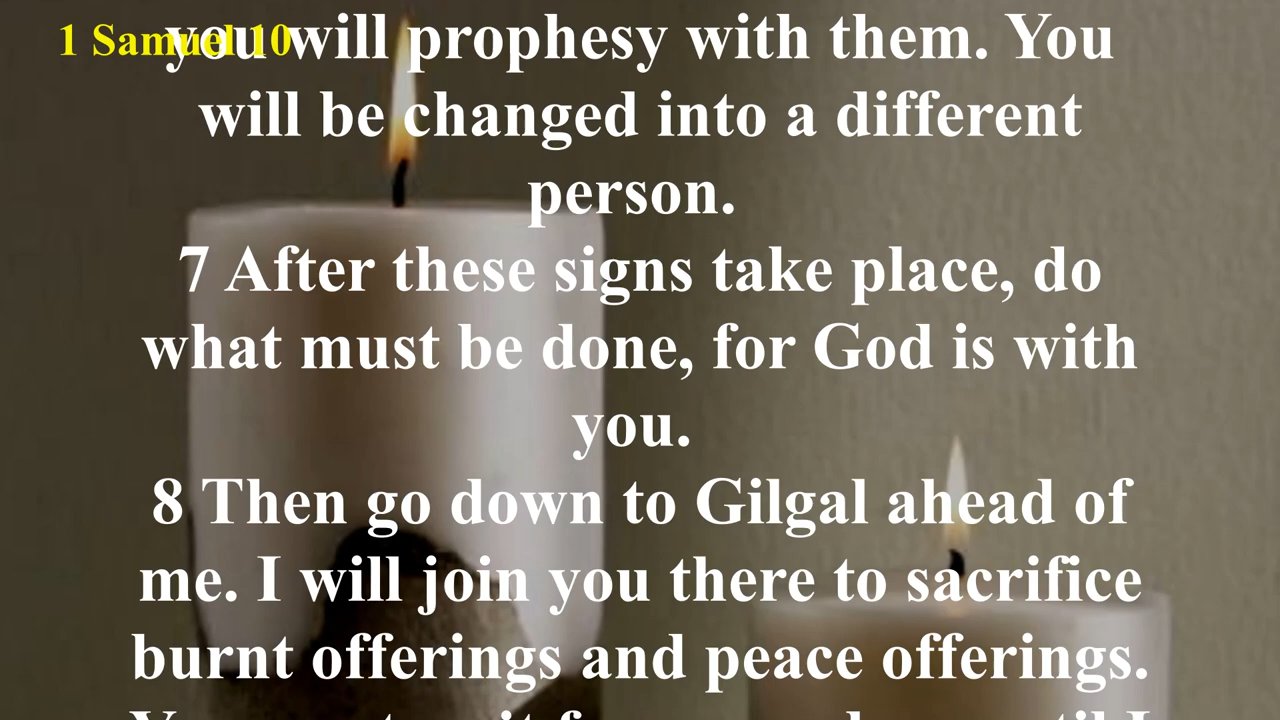 1 Samuel 10
you will prophesy with them. You
will be changed into a different
person.
7 After these signs take place, do
what must be done, for God is with
you.
8 Then go down to Gilgal ahead of
me. I will join you there to sacrifice
burnt offerings and peace offerings.